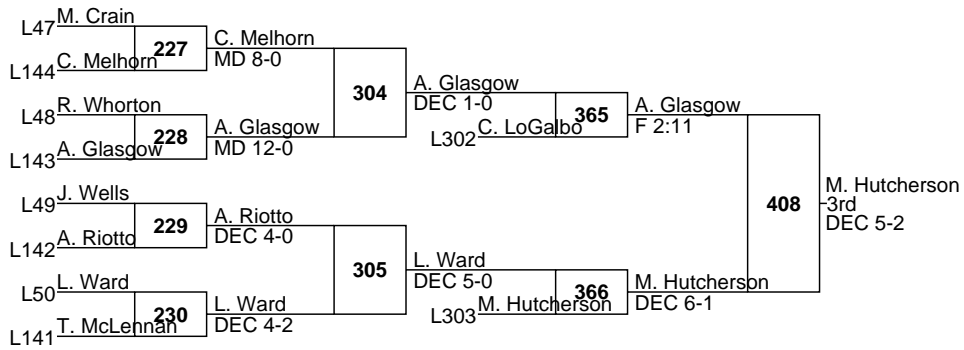 M. Crain
L47
227
C. Melhorn
MD 8-0
C. Melhorn
L144
304
A. Glasgow
DEC 1-0
R. Whorton
L48
228
A. Glasgow
MD 12-0
A. Glasgow
L143
365
A. Glasgow
F 2:11
C. LoGalbo
L302
J. Wells
L49
229
A. Riotto
DEC 4-0
A. Riotto
L142
408
M. Hutcherson
3rd
DEC 5-2
305
L. Ward
DEC 5-0
L. Ward
L50
230
L. Ward
DEC 4-2
T. McLennan
L141
366
M. Hutcherson
DEC 6-1
M. Hutcherson
L303